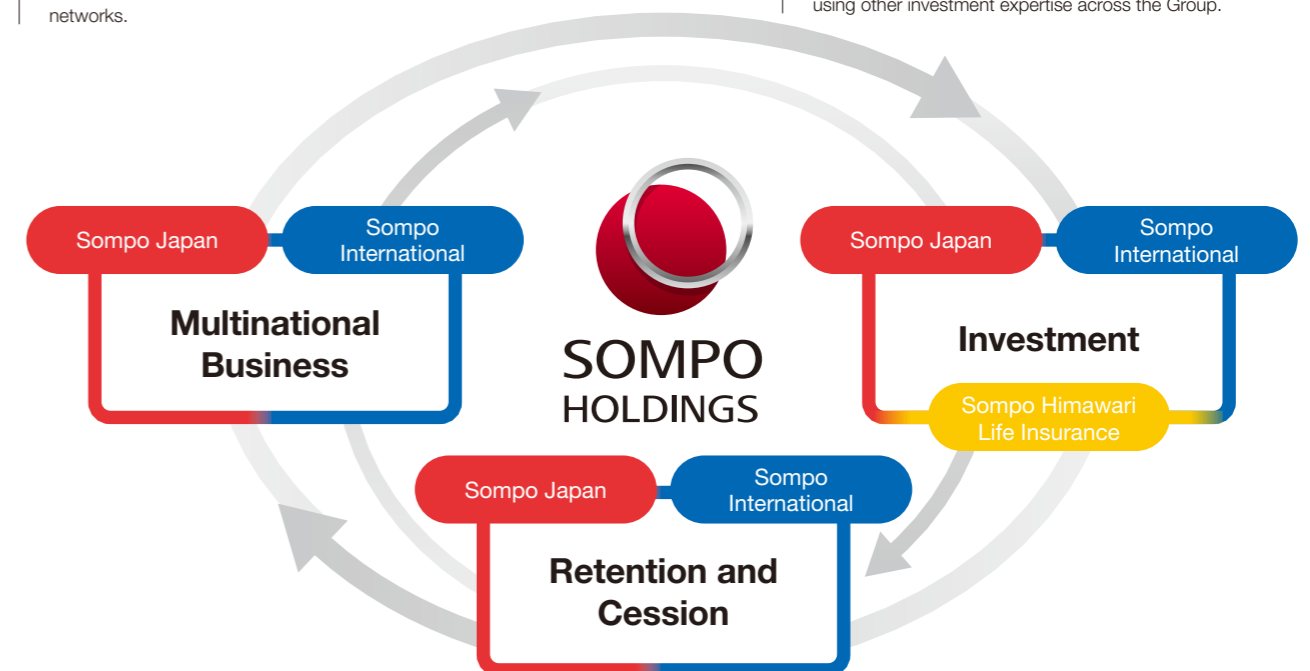 networks.
using other investment expertise across the Group.
Sompo Japan
Sompo
International
Multinational
Business
SOMPO
HOLDINGS
Sompo Japan
Sompo
International
Investment
Sompo Himawari
Life Insurance
Sompo Japan
Sompo
International
Retention and
Cession